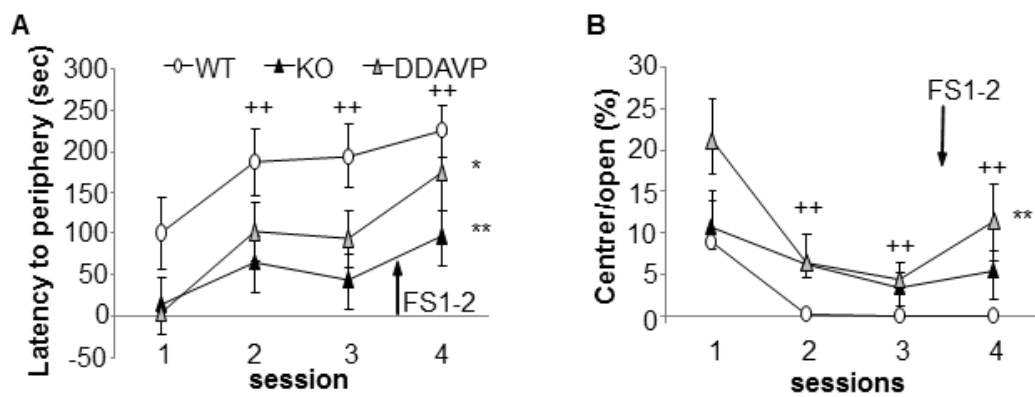 A
Latency to periphery (sec)
300
250
200
150
100
50
0
-50
WT KO DDAVP
++ ++ ++
*
**
FS1-2
1 2 3 4
session
B
Centrer/open (%)
30
25
20
15
10
5
0
FS1-2
++ ++ ++
**
1 2 3 4
sessions